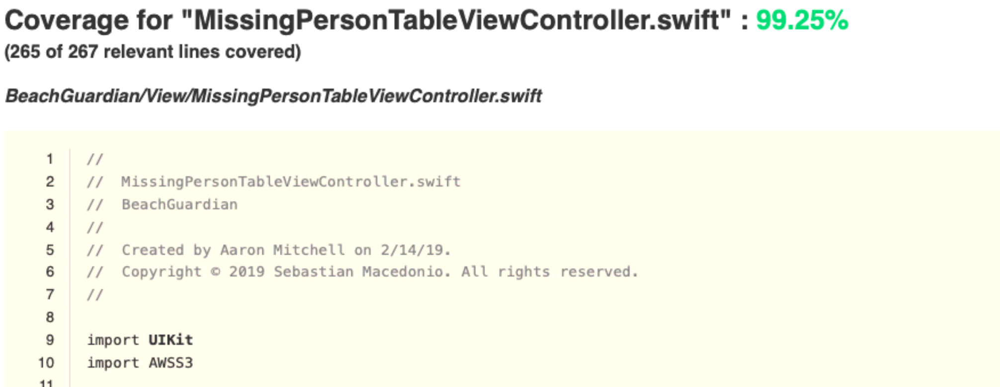 Coverage for "MissingPersonTableViewController.swift" : 99.25%
(265 of 267 relevant lines covered)
BeachGuardian/View/MissingPersonTableViewController.swift
1 //
2 // MissingPersonTableViewController.swift
3 // BeachGuardian
4 //
5 // Created by Aaron Mitchell on 2/14/19.
6 // Copyright © 2019 Sebastian Macedonio. All rights reserved.
7 //
8
9 import UIKit
10 import AWSS3
11